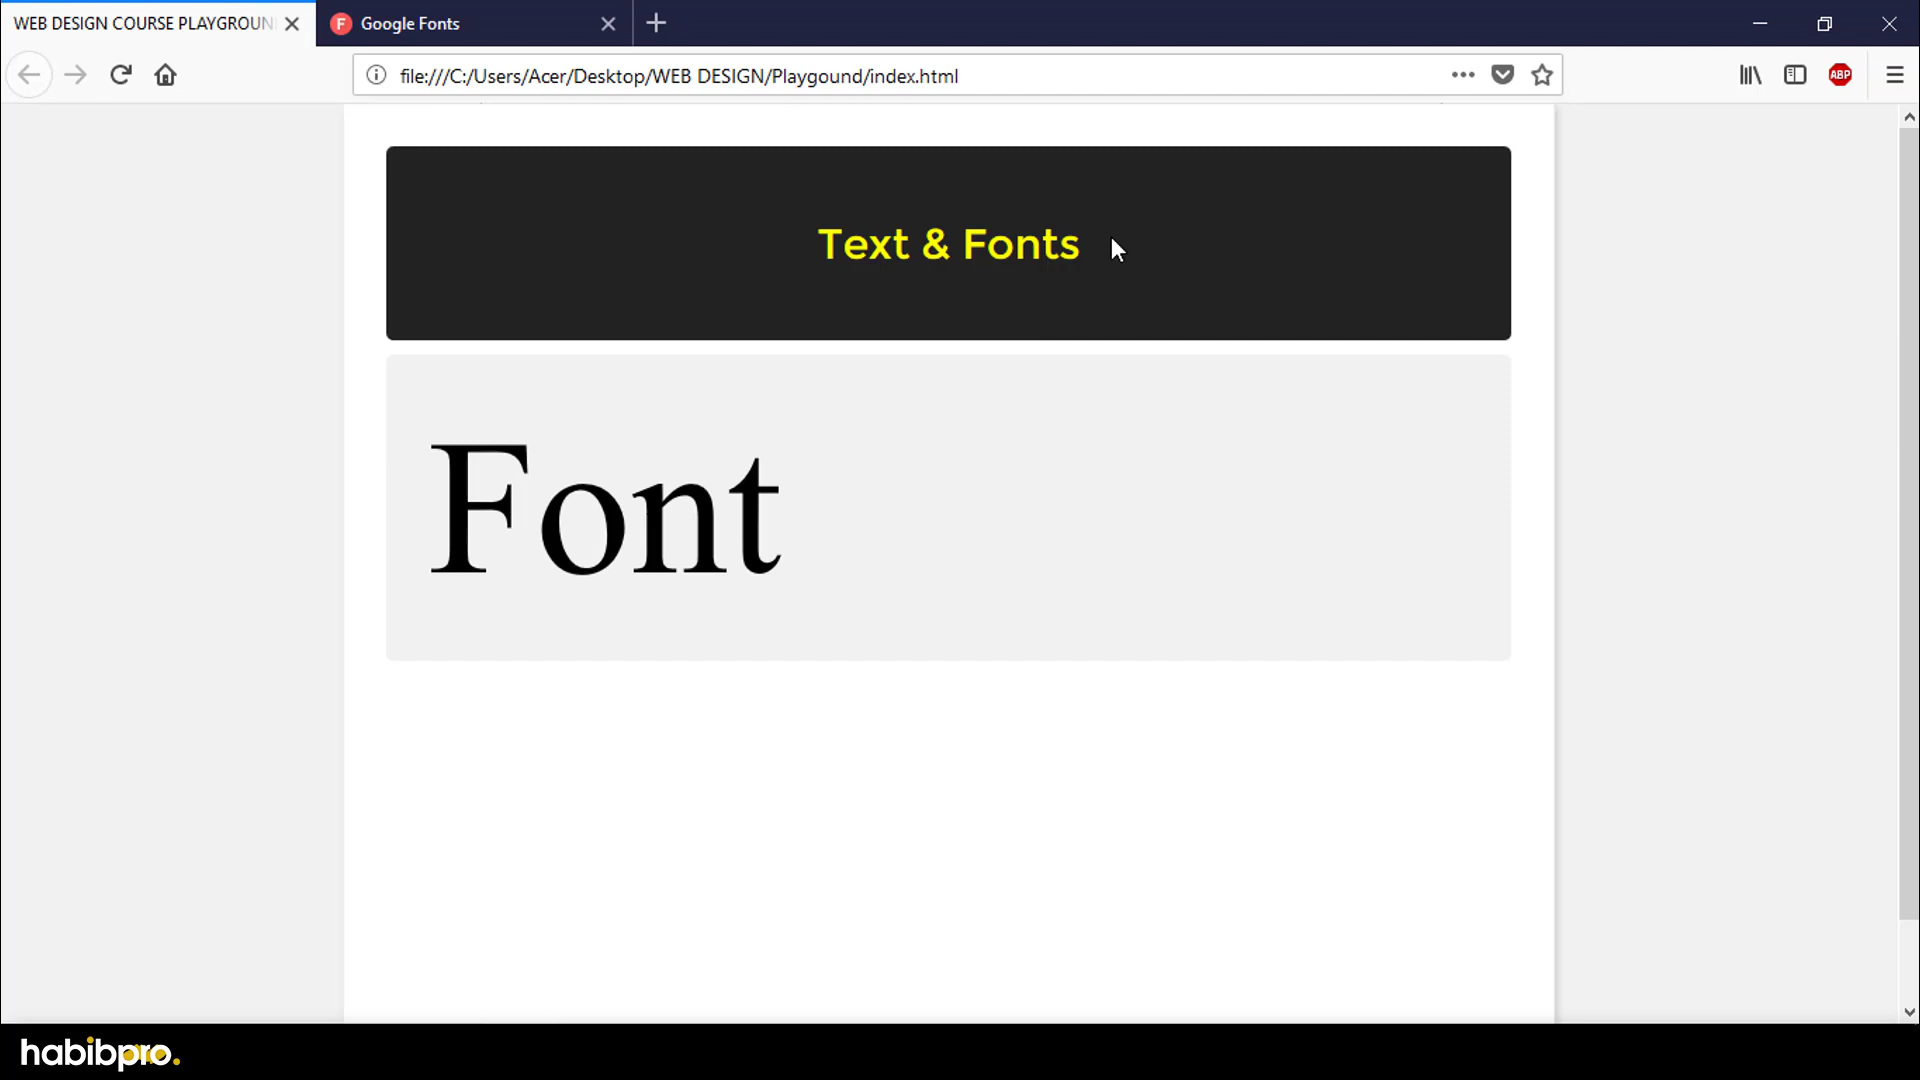 WEB DESIGN COURSE PLAYGROUN
F Google Fonts
file:///C:/Users/Acer/Desktop/WEB DESIGN/Playgound/index.html
ABP
Text & Fonts
Font
habibpro.